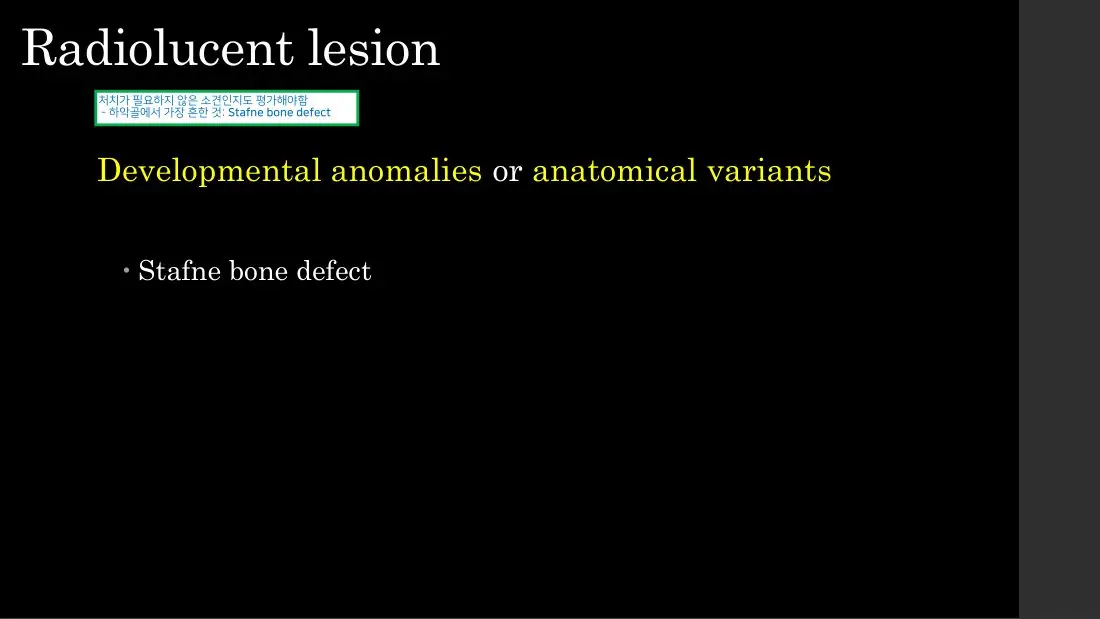 Radiolucent lesion
처치가 필요하지 않은 소견인지도 평가해야함
- 하악골에서 가장 흔한 것: Stafne bone defect
Developmental anomalies or anatomical variants
• Stafne bone defect